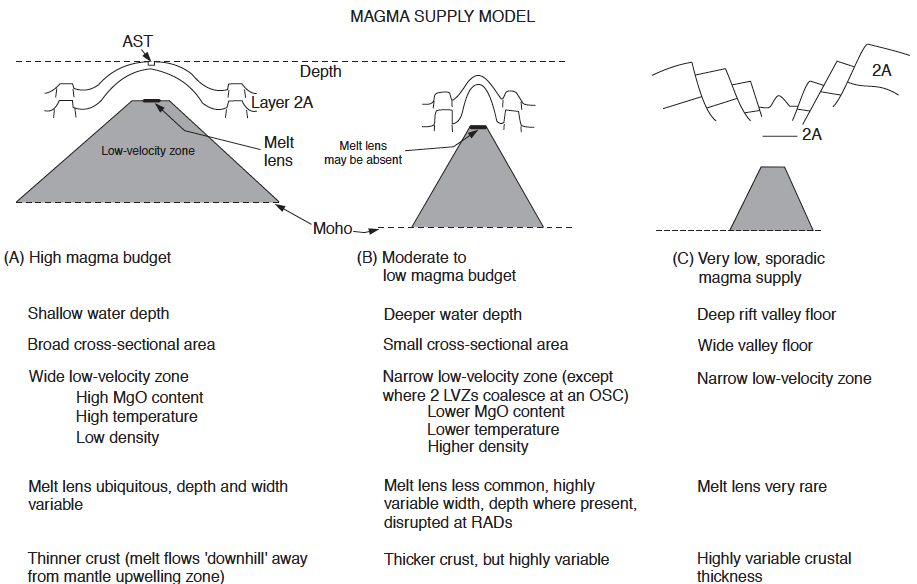 MAGMA SUPPLY MODEL
AST
Depth
Layer 2A
Melt
lens
Low-velocity zone
Moho
Melt lens
may be absent
2A
2A
(A) High magma budget
Shallow water depth
Broad cross-sectional area
Wide low-velocity zone
High MgO content
High temperature
Low density
Melt lens ubiquitous, depth and width
variable
Thinner crust (melt flows 'downhill' away
from mantle upwelling zone)
(B) Moderate to
low magma budget
Deeper water depth
Small cross-sectional area
Narrow low-velocity zone (except
where 2 LVZs coalesce at an OSC)
Lower MgO content
Lower temperature
Higher density
Melt lens less common, highly
variable width, depth where present,
disrupted at RADs
Thicker crust, but highly variable
(C) Very low, sporadic
magma supply
Deep rift valley floor
Wide valley floor
Narrow low-velocity zone
Melt lens very rare
Highly variable crustal
thickness